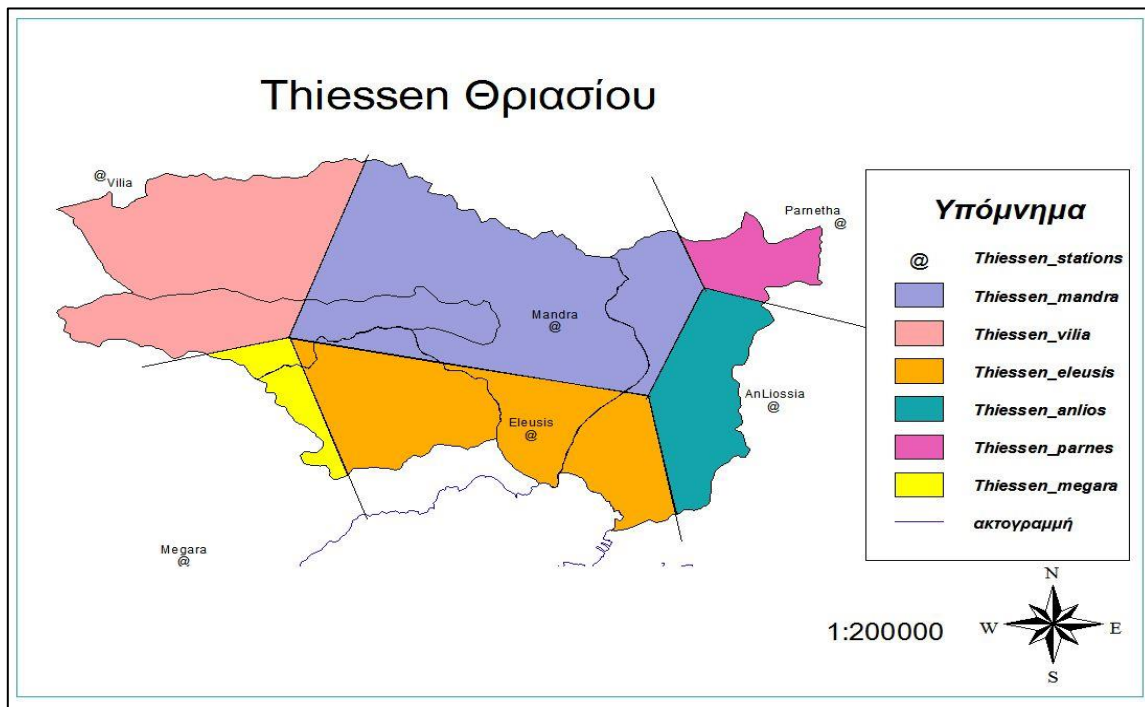 Thiessen Θριασίου
@ Vilia
Parnetha
@
Mandra
@
AnLiossia
@
Eleusis
@
Megara
@
Υπόμνημα
@ Thiessen_stations
Thiessen_mandra
Thiessen_vilia
Thiessen_eleusis
Thiessen_anlios
Thiessen_parnes
Thiessen_megara
ακτογραμμή
1:200000
N
W E
S